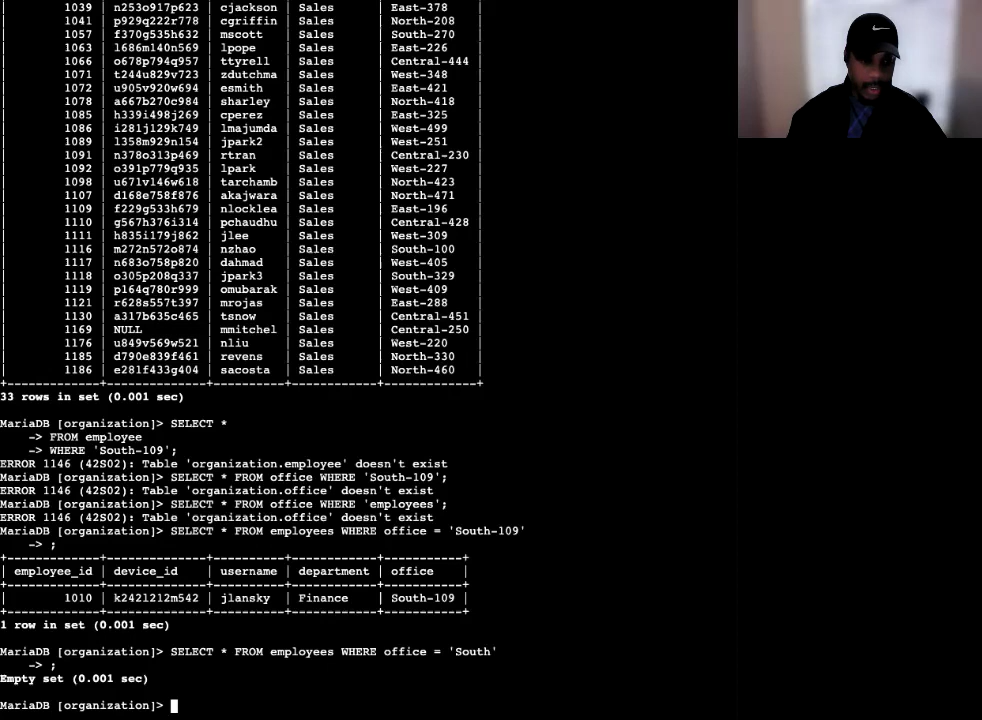 | 1039 | n253o917p623 | cjackson | Sales | East-378 |
| 1041 | p929q222r778 | cgriffin | Sales | North-208 |
| 1057 | f370g535h632 | mscott | Sales | South-270 |
| 1063 | l686m140n569 | lpope | Sales | East-226 |
| 1066 | o678p794q957 | ttyrell | Sales | Central-444 |
| 1071 | t244u829v723 | zdutchma | Sales | West-348 |
| 1072 | u905v920w694 | esmith | Sales | East-421 |
| 1078 | a667b270c984 | sharley | Sales | North-418 |
| 1085 | h339i498j269 | cperez | Sales | East-325 |
| 1086 | i281j129k749 | lmajumda | Sales | West-499 |
| 1089 | l358m929n154 | jpark2 | Sales | West-251 |
| 1091 | n378o313p469 | rtran | Sales | Central-230 |
| 1092 | o391p779q935 | lpark | Sales | West-227 |
| 1098 | u671v146w618 | tarchamb | Sales | North-423 |
| 1107 | d168e758f876 | akajwara | Sales | North-471 |
| 1109 | f229g533h679 | nlocklea | Sales | East-196 |
| 1110 | g567h376i314 | pchaudhu | Sales | Central-428 |
| 1111 | h835i179j862 | jlee | Sales | West-309 |
| 1116 | m272n572o874 | nzhao | Sales | South-100 |
| 1117 | n683o758p820 | dahmad | Sales | West-405 |
| 1118 | o305p208q337 | jpark3 | Sales | South-329 |
| 1119 | p164q780r999 | omubarak | Sales | West-409 |
| 1121 | r628s557t397 | mrojas | Sales | East-288 |
| 1130 | a317b635c465 | tsnow | Sales | Central-451 |
| 1169 | NULL | mmitchel | Sales | Central-250 |
| 1176 | u849v569w521 | nliu | Sales | West-220 |
| 1185 | d790e839f461 | revens | Sales | North-330 |
| 1186 | e281f433g404 | sacosta | Sales | North-460 |
+-------------+--------------+----------+------------+-------------+
33 rows in set (0.001 sec)
MariaDB [organization]> SELECT *
-> FROM employee
-> WHERE 'South-109';
ERROR 1146 (42S02): Table 'organization.employee' doesn't exist
MariaDB [organization]> SELECT * FROM office WHERE 'South-109';
ERROR 1146 (42S02): Table 'organization.office' doesn't exist
MariaDB [organization]> SELECT * FROM office WHERE 'employees';
ERROR 1146 (42S02): Table 'organization.office' doesn't exist
MariaDB [organization]> SELECT * FROM employees WHERE office = 'South-109'
-> ;
+-------------+--------------+----------+------------+-----------+
| employee_id | device_id | username | department | office |
+-------------+--------------+----------+------------+-----------+
| 1010 | k242l212m542 | jlansky | Finance | South-109 |
+-------------+--------------+----------+------------+-----------+
1 row in set (0.001 sec)
MariaDB [organization]> SELECT * FROM employees WHERE office = 'South'
-> ;
Empty set (0.001 sec)
MariaDB [organization]>